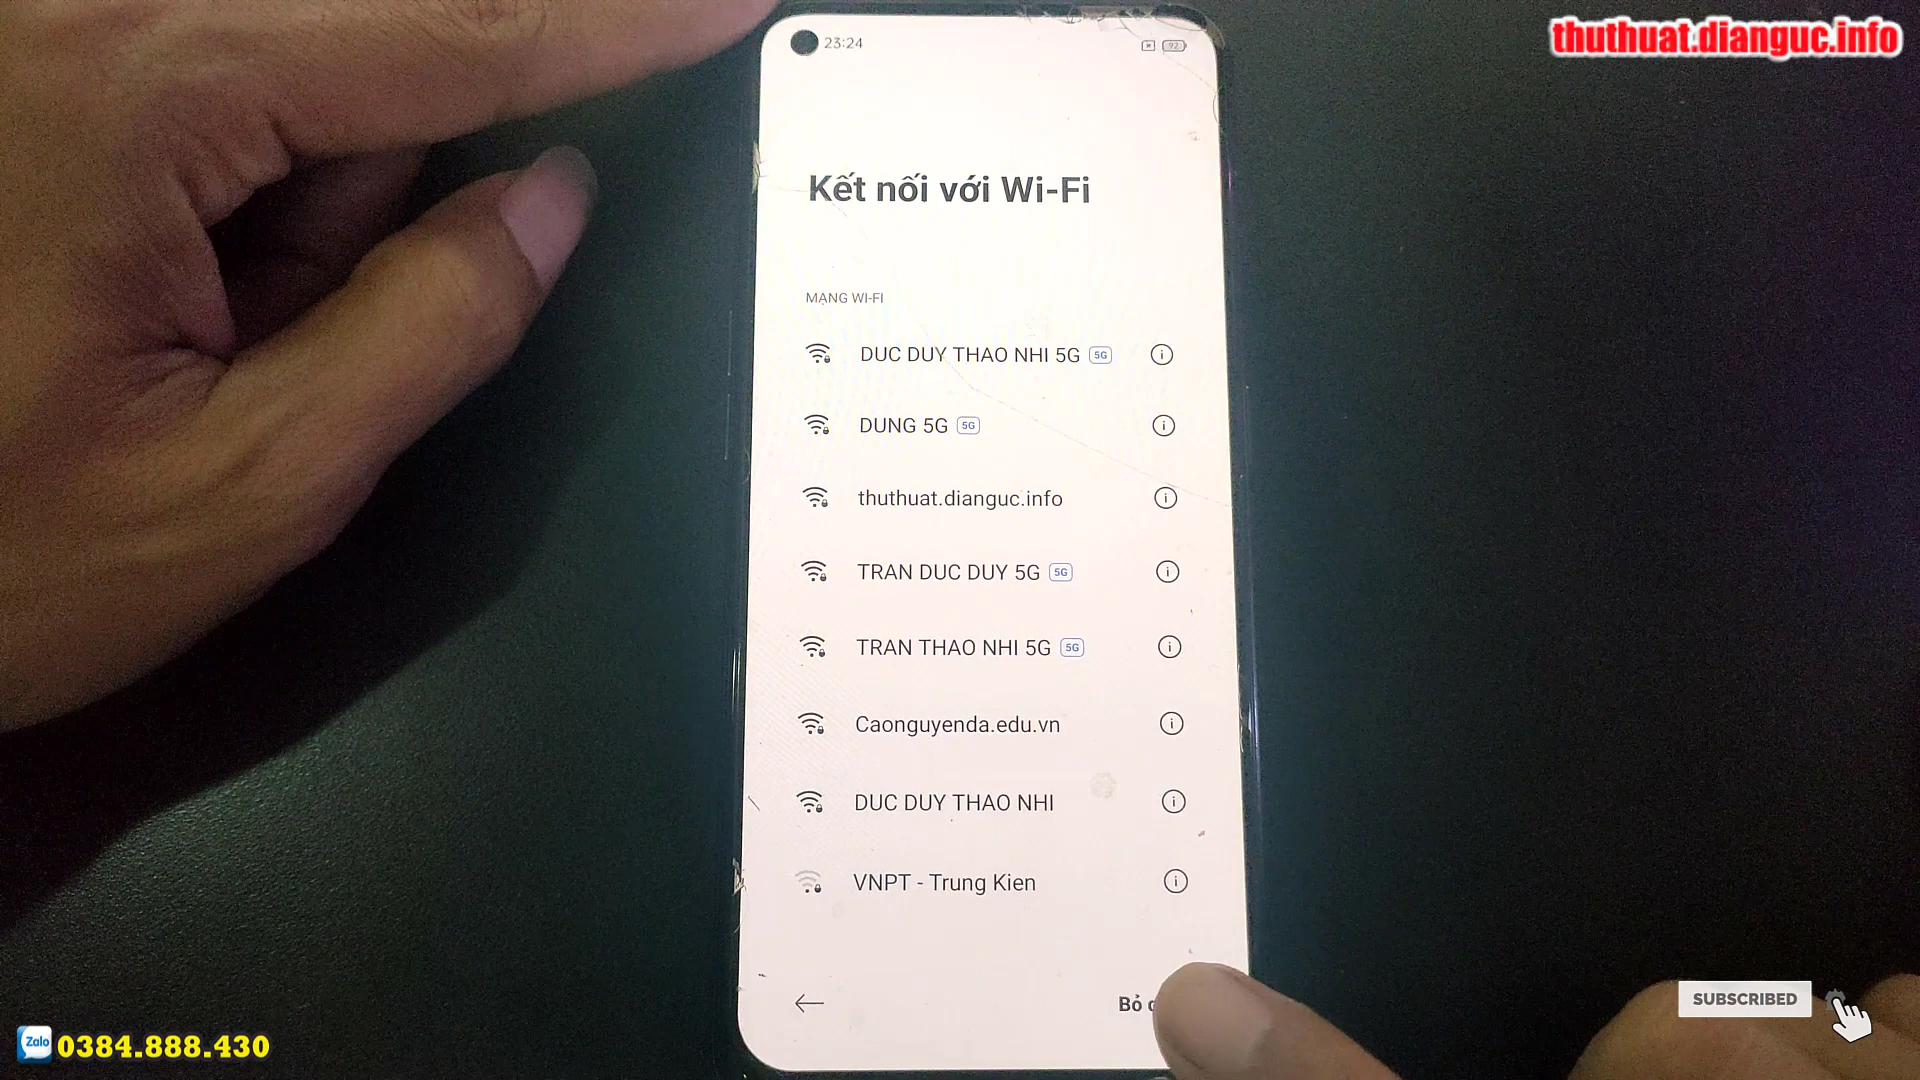 thuthuat.dianguc.info
23:24
92
Kết nối với Wi-Fi
MẠNG WI-FI
DUC DUY THAO NHI 5G 5G
DUNG 5G 5G
thuthuat.dianguc.info
TRAN DUC DUY 5G 5G
TRAN THAO NHI 5G 5G
Caonguyenda.edu.vn
DUC DUY THAO NHI
VNPT - Trung Kien
Bỏ
SUBSCRIBED
Zalo 0384.888.430